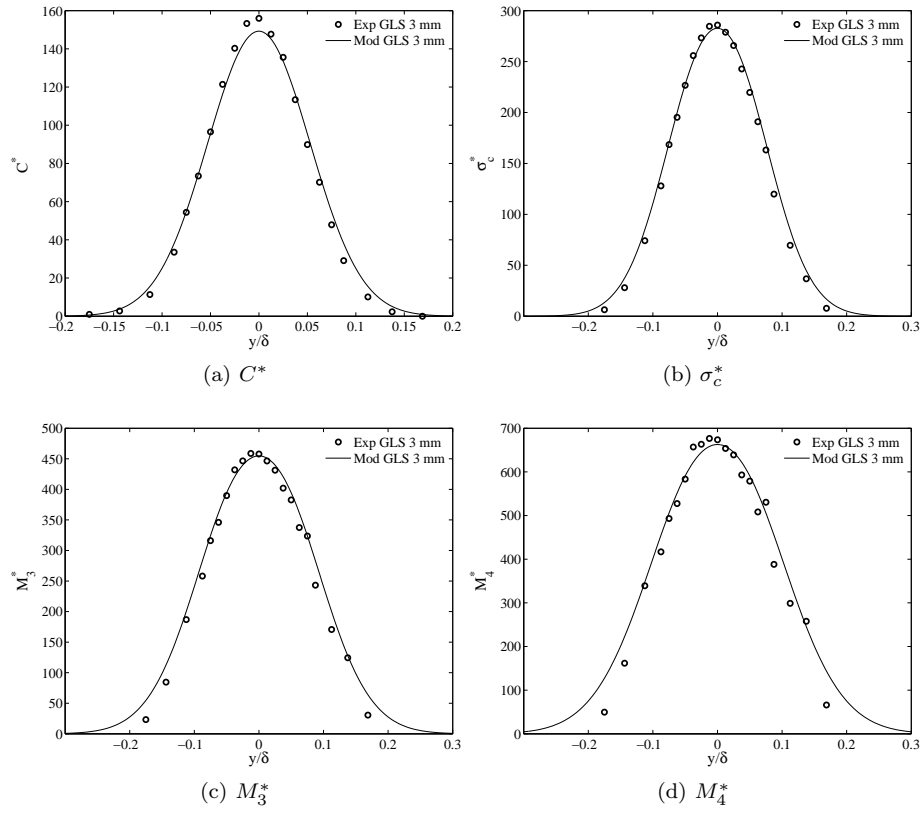 160
140
120
100
80
60
40
20
0
C*
Exp GLS 3 mm
Mod GLS 3 mm
−0.2 −0.15 −0.1 −0.05 0 0.05 0.1 0.15 0.2
y/δ
(a) C*
300
250
200
150
100
50
0
σ*c
Exp GLS 3 mm
Mod GLS 3 mm
−0.1 0 0.1 0.2 0.3
y/δ
(b) σ*c
500
450
400
350
300
250
200
150
100
50
0
M*3
Exp GLS 3 mm
Mod GLS 3 mm
−0.2 −0.1 0 0.1 0.2 0.3
y/δ
(c) M*3
700
600
500
400
300
200
100
0
M*4
Exp GLS 3 mm
Mod GLS 3 mm
−0.2 −0.1 0 0.1 0.2 0.3
y/δ
(d) M*4